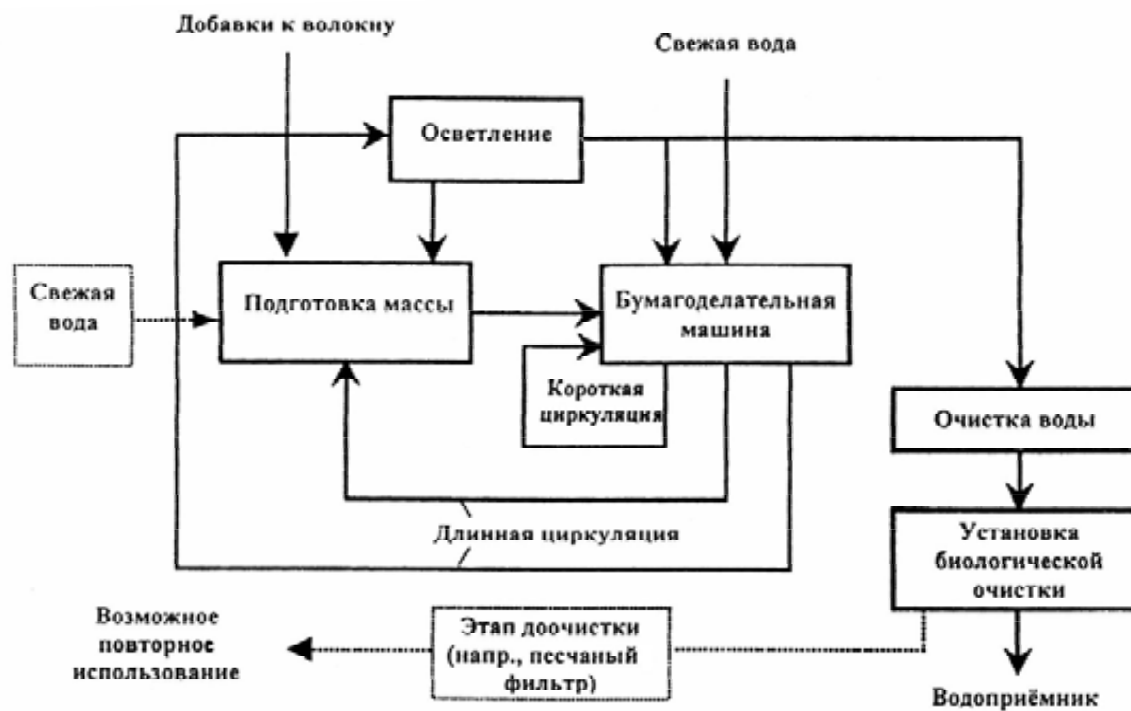 Добавки к волокну
Свежая вода
Осветление
Свежая
вода
Подготовка массы
Бумагоделательная
машина
Короткая
циркуляция
Очистка воды
Длинная циркуляция
Установка
биологической
очистки
Возможное
повторное
использование
Этап доочистки
(напр., песчаный
фильтр)
Водоприёмник